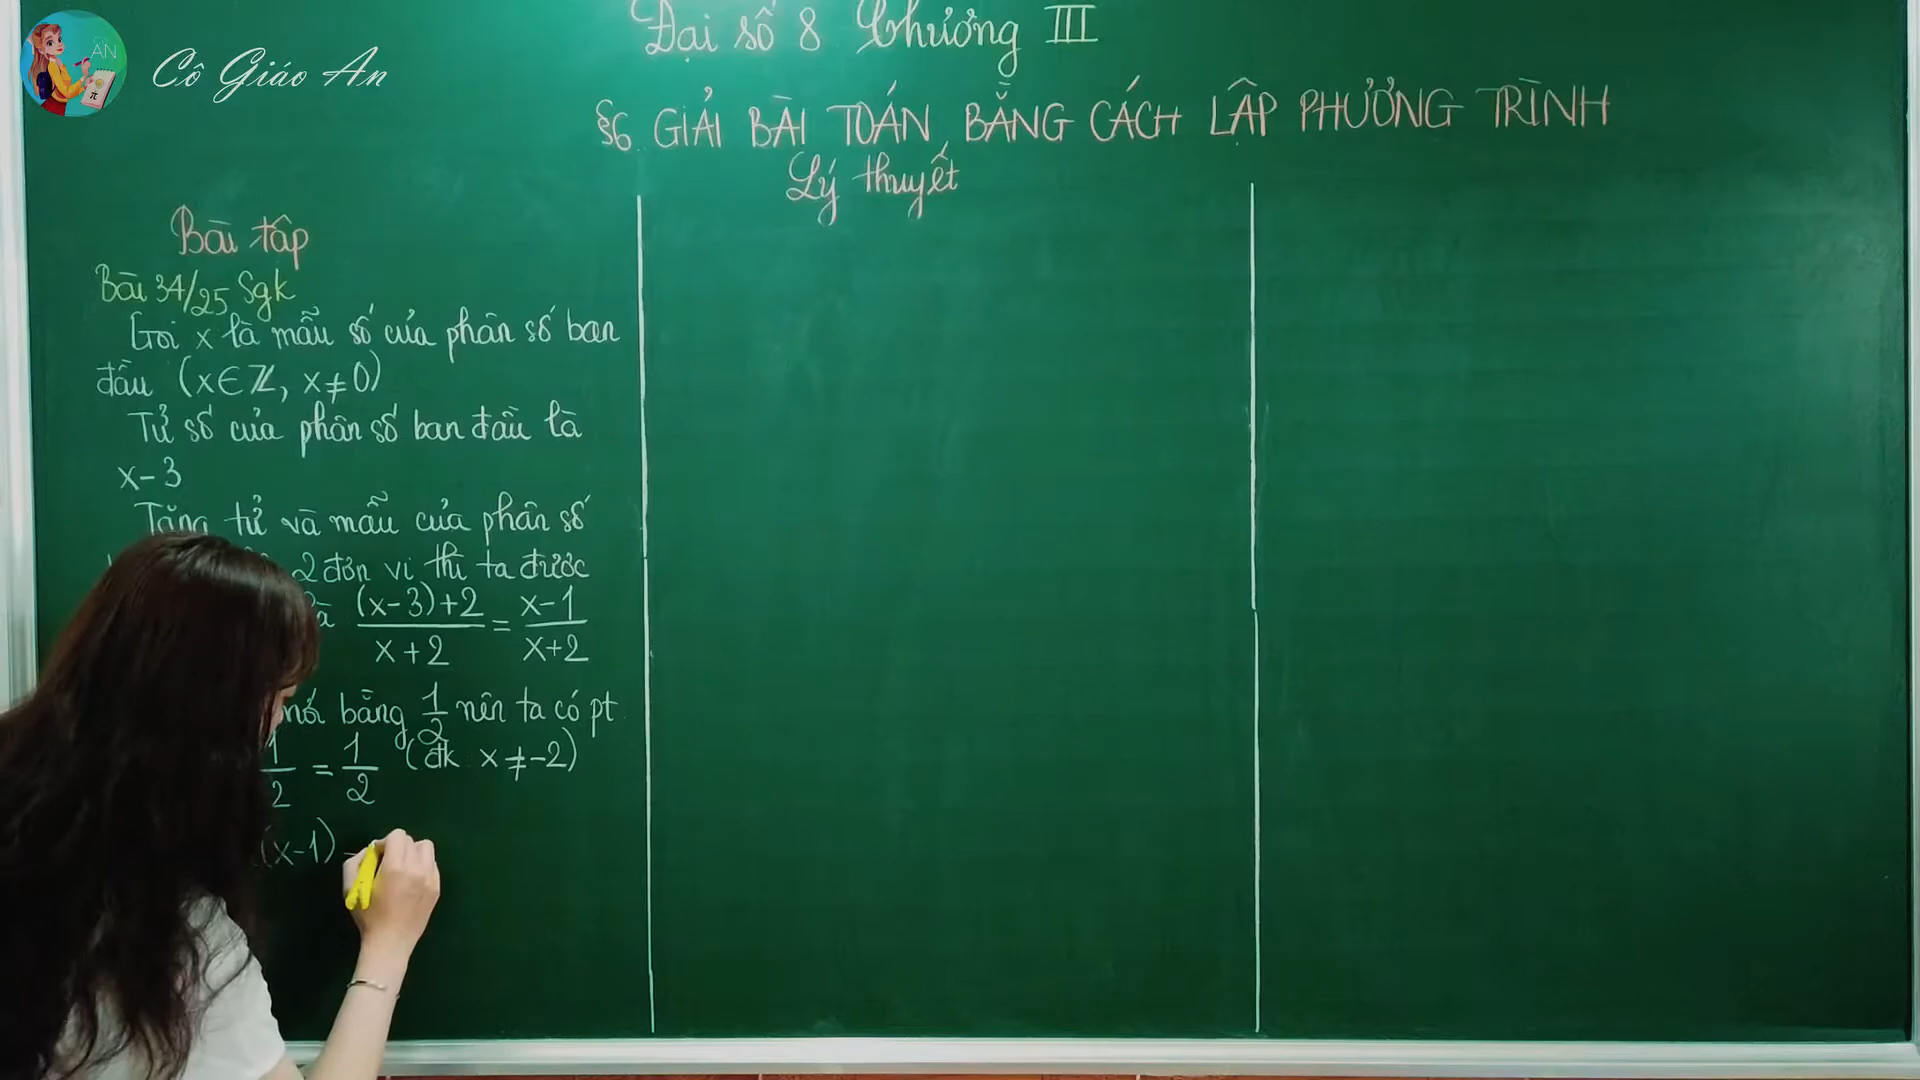 ÂN
Cô Giáo An
Đại số 8 Chương III
§6 GIẢI BÀI TOÁN BẰNG CÁCH LẬP PHƯƠNG TRÌNH
Lý thuyết
Bài tập
Bài 34/25 Sgk
Gọi x là mẫu số của phân số ban
đầu (x∈ℤ, x≠0)
Tử số của phân số ban đầu là
x-3
Tăng tử và mẫu của phân số
2 đơn vị thì ta được
là (x-3)+2/x+2 = x-1/x+2
mới bằng 1/2 nên ta có pt
1/2 = 1/2 (đk x≠-2)
(x-1)